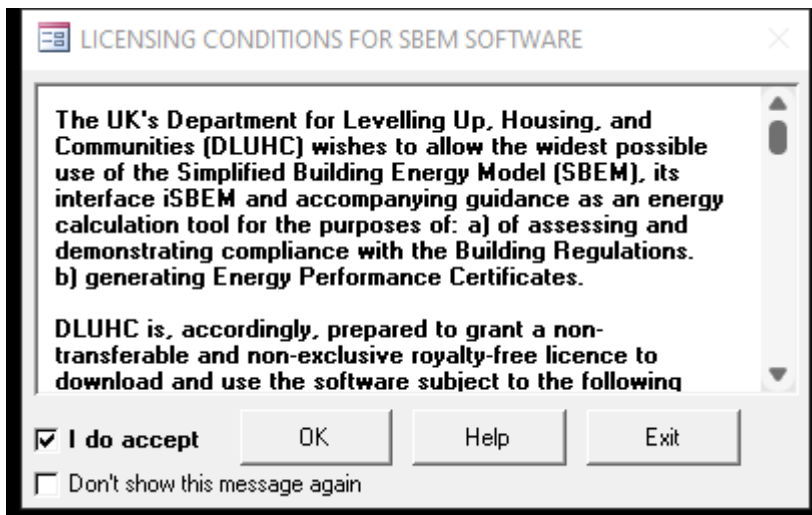 LICENSING CONDITIONS FOR SBEM SOFTWARE
The UK's Department for Levelling Up, Housing, and
Communities (DLUHC) wishes to allow the widest possible
use of the Simplified Building Energy Model (SBEM), its
interface iSBEM and accompanying guidance as an energy
calculation tool for the purposes of: a) of assessing and
demonstrating compliance with the Building Regulations.
b) generating Energy Performance Certificates.
DLUHC is, accordingly, prepared to grant a non-
transferable and non-exclusive royalty-free licence to
download and use the software subject to the following
I do accept
OK
Help
Exit
Don't show this message again